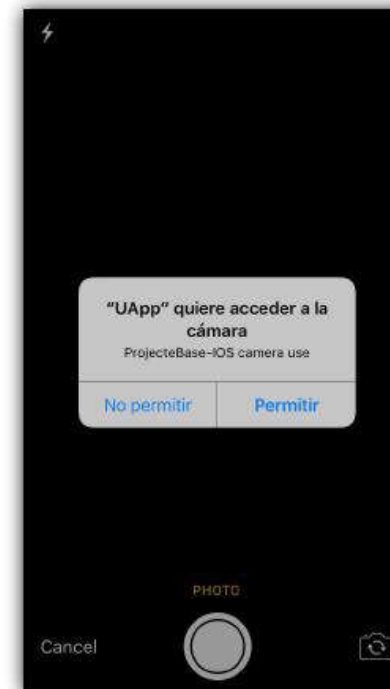 “UApp” quiere acceder a la
cámara
ProjecteBase-IOS camera use
No permitir
Permitir
PHOTO
Cancel